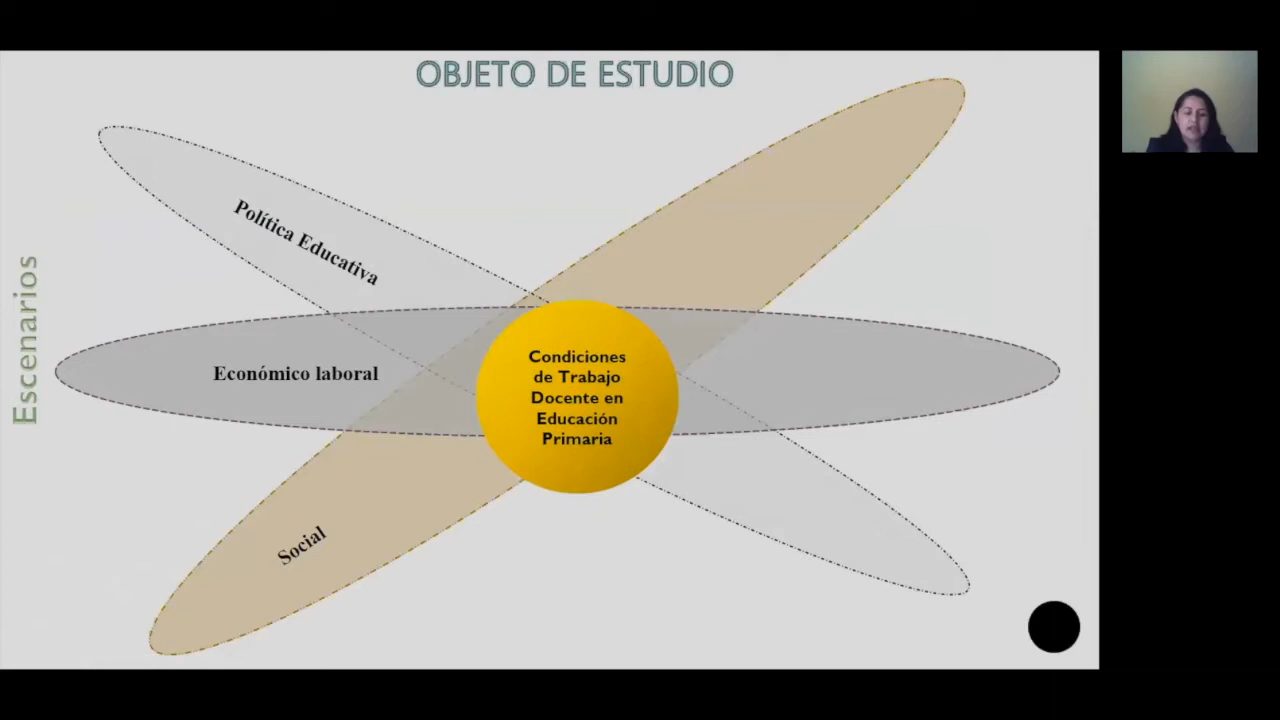 OBJETO DE ESTUDIO
Escenarios
Política Educativa
Económico laboral
Social
Condiciones
de Trabajo
Docente en
Educación
Primaria